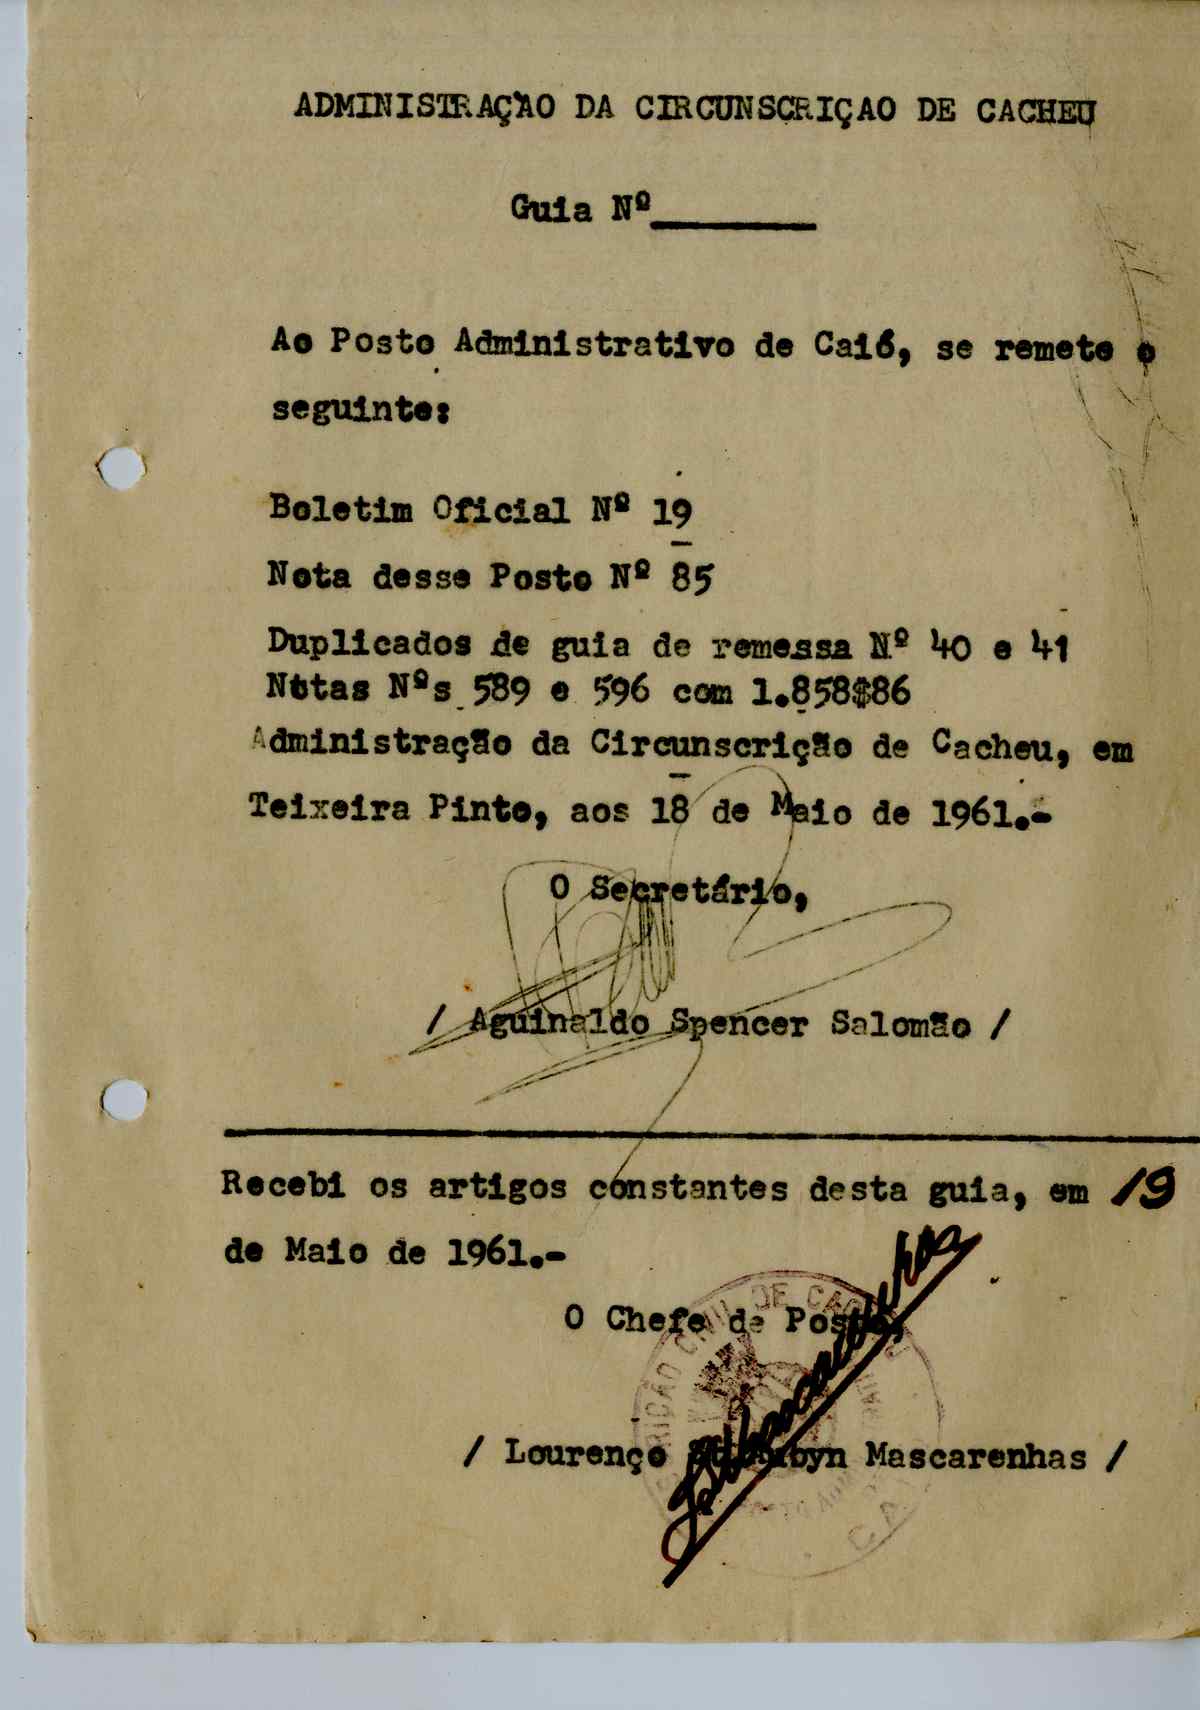 ADMINISTRAÇÃO DA CIRCUNSCRIÇAO DE CACHEU
Guia Nº_______
Ao Posto Administrativo de Caió, se remete o
seguinte:
Boletim Oficial Nº 19
Nota desse Posto Nº 85
Duplicados de guia de remessa Nº 40 e 41
Notas Nºs 589 e 596 com 1.858$86
Administração da Circunscrição de Cacheu, em
Teixeira Pinto, aos 18 de Maio de 1961.-
O Secretário,
/ Aguinaldo Spencer Salomão /
Recebi os artigos constantes desta guia, em 19
de Maio de 1961.-
O Chefe de Posto,
/ Lourenço Mascarenhas /